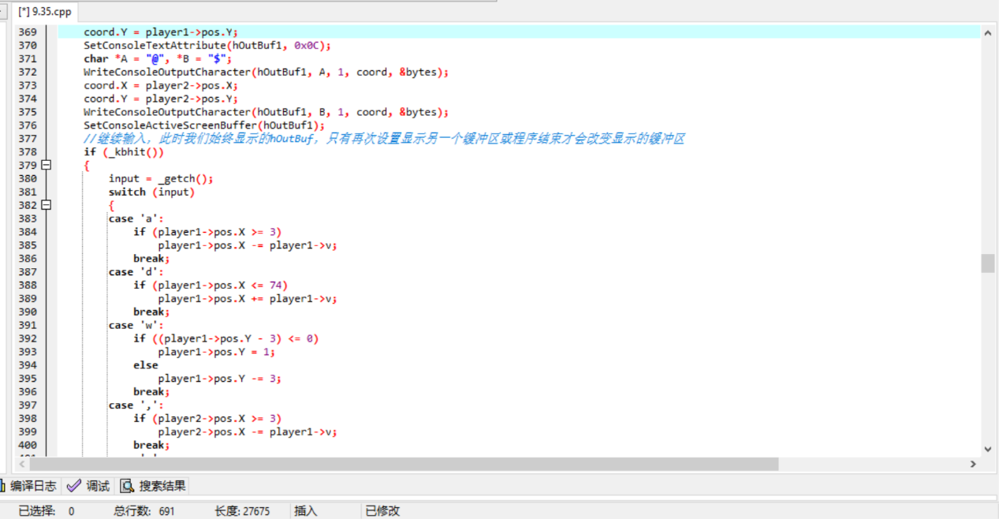 [*] 9.35.cpp
369 coord.Y = player1->pos.Y;
370 SetConsoleTextAttribute(hOutBuf1, 0x0C);
371 char *A = "@", *B = "$";
372 WriteConsoleOutputCharacter(hOutBuf1, A, 1, coord, &bytes);
373 coord.X = player2->pos.X;
374 coord.Y = player2->pos.Y;
375 WriteConsoleOutputCharacter(hOutBuf1, B, 1, coord, &bytes);
376 SetConsoleActiveScreenBuffer(hOutBuf1);
377 //继续输入，此时我们始终显示的hOutBuf，只有再次设置显示另一个缓冲区或程序结束才会改变显示的缓冲区
378 if (_kbhit())
379 {
380 input = _getch();
381 switch (input)
382 {
383 case 'a':
384 if (player1->pos.X >= 3)
385 player1->pos.X -= player1->v;
386 break;
387 case 'd':
388 if (player1->pos.X <= 74)
389 player1->pos.X += player1->v;
390 break;
391 case 'w':
392 if ((player1->pos.Y - 3) <= 0)
393 player1->pos.Y = 1;
394 else
395 player1->pos.Y -= 3;
396 break;
397 case ',':
398 if (player2->pos.X >= 3)
399 player2->pos.X -= player1->v;
400 break;
编译日志 调试 搜索结果
已选择: 0 总行数: 691 长度: 27675 插入 已修改